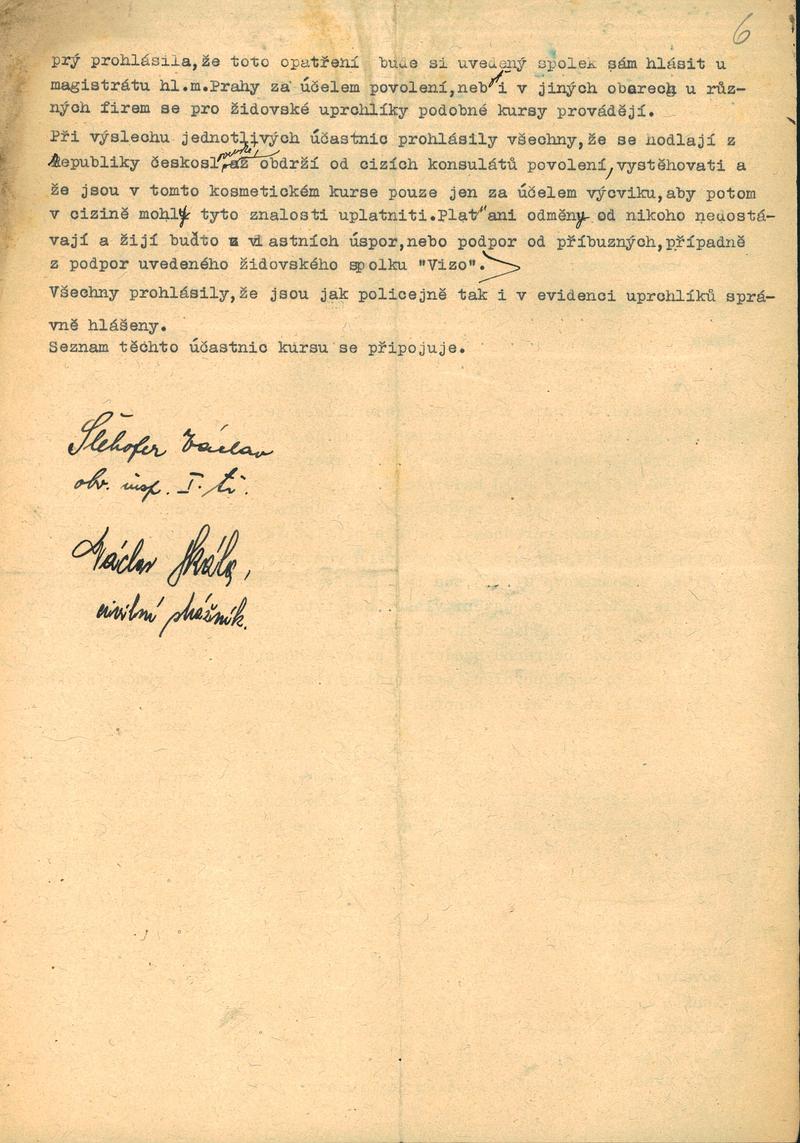 6
prý prohlásila,že toto opatření bude si uvedený spolek sám hlásit u
magistrátu hl.m.Prahy za účelem povolení,neb i v jiných obarech u růz-
ných firem se pro židovské uprchlíky podobné kursy provádějí.
Při výslechu jednotlivých účastnic prohlásily všechny,že se hodlají z
Republiky českosl, až obdrží od cizích konsulátů povolení,vystěhovati a
že jsou v tomto kosmetickém kurse pouze jen za účelem výcviku,aby potom
v cizině mohly tyto znalosti uplatniti.Plat ani odměny od nikoho nedostá-
vají a žijí buďto z vlastních úspor,nebo podpor od příbuzných,případně
z podpor uvedeného židovského spolku "Vizo".
Všechny prohlásily,že jsou jak policejně tak i v evidenci uprchlíků sprá-
vně hlášeny.
Seznam těchto účastnic kursu se připojuje.
Šlehofer Václav
obv. insp. I. tř.
Václav Skála,
civilní strážník.